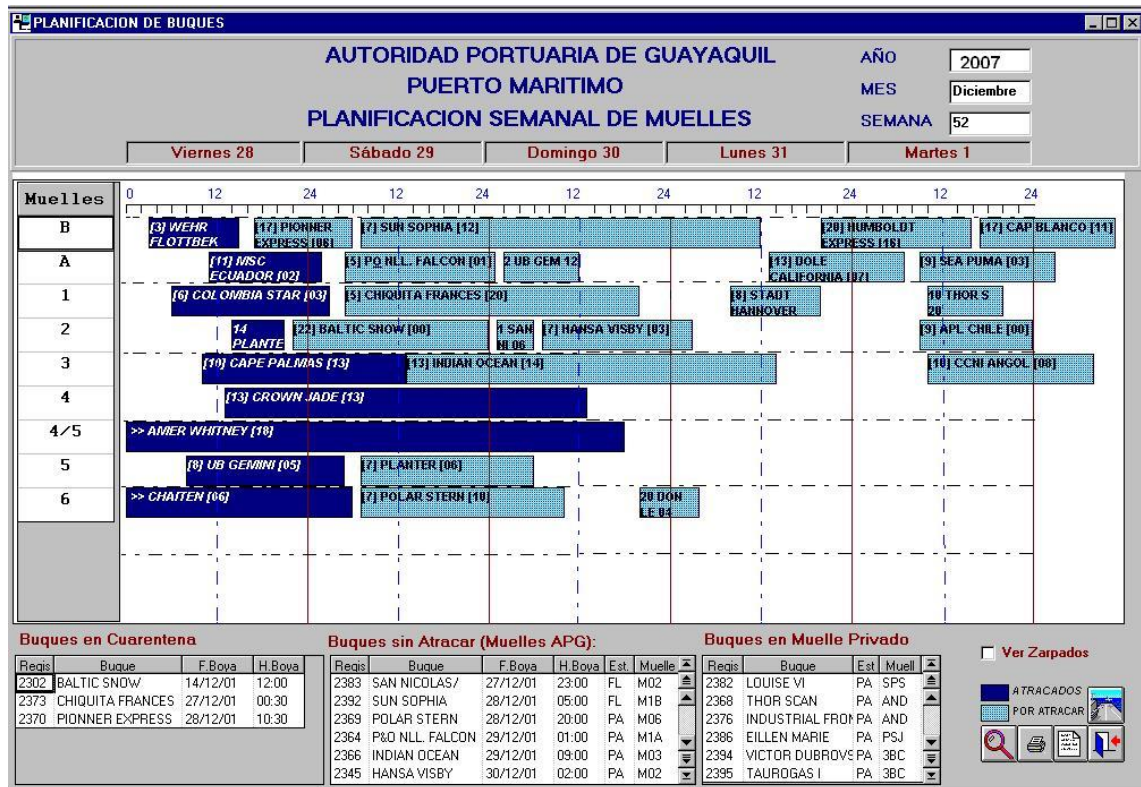 PLANIFICACION DE BUQUES
AUTORIDAD PORTUARIA DE GUAYAQUIL
PUERTO MARITIMO
PLANIFICACION SEMANAL DE MUELLES
AÑO 2007
MES Diciembre
SEMANA 52
Viernes 28 Sábado 29 Domingo 30 Lunes 31 Martes 1
Muelles 0 12 24 12 24 12 24 12 24 12 24
B [3] WEHR [17] PIONNER [7] SUN SOPHIA [12] [20] HUMBOLDT [17] CAP BLANCO [11]
FLOTTBEK EXPRESS [06] EXPRESS [16]
A [11] MSC [5] PO NLL. FALCON [01] 2 UB GEM 12 [13] DOLE [9] SEA PUMA [03]
ECUADOR [02] CALIFORNIA [07]
1 [6] COLOMBIA STAR [03] [5] CHIQUITA FRANCES [20] [8] STADT 10 THOR S
HANNOVER 20
2 14 [22] BALTIC SNOW [00] 1 SAN [7] HANSA VISBY [03] [9] APL CHILE [00]
PLANTE NI 06
3 [10] CAPE PALMAS [13] [13] INDIAN OCEAN [14] [10] CCNI ANGOL [08]
4 [13] CROWN JADE [13]
4/5 >> AMER WHITNEY [18]
5 [8] UB GEMINI [05] [7] PLANTER [06]
6 >> CHAITEN [06] [7] POLAR STERN [10] 20 DON
LE 04
Buques en Cuarentena
Regis Buque F.Boya H.Boya
2302 BALTIC SNOW 14/12/01 12:00
2373 CHIQUITA FRANCES 27/12/01 00:30
2370 PIONNER EXPRESS 28/12/01 10:30
Buques sin Atracar (Muelles APG):
Regis Buque F.Boya H.Boya Est. Muelle
2383 SAN NICOLAS/ 27/12/01 23:00 FL M02
2392 SUN SOPHIA 28/12/01 05:00 FL M1B
2369 POLAR STERN 28/12/01 20:00 PA M06
2364 P&O NLL. FALCON 29/12/01 01:00 PA M1A
2366 INDIAN OCEAN 29/12/01 09:00 PA M03
2345 HANSA VISBY 30/12/01 02:00 PA M02
Buques en Muelle Privado
Regis Buque Est Muell
2382 LOUISE VI PA SPS
2368 THOR SCAN PA AND
2376 INDUSTRIAL FRON PA AND
2386 EILLEN MARIE PA PSJ
2394 VICTOR DUBROVS PA 3BC
2395 TAUROGAS I PA 3BC
Ver Zarpados
ATRACADOS
POR ATRACAR